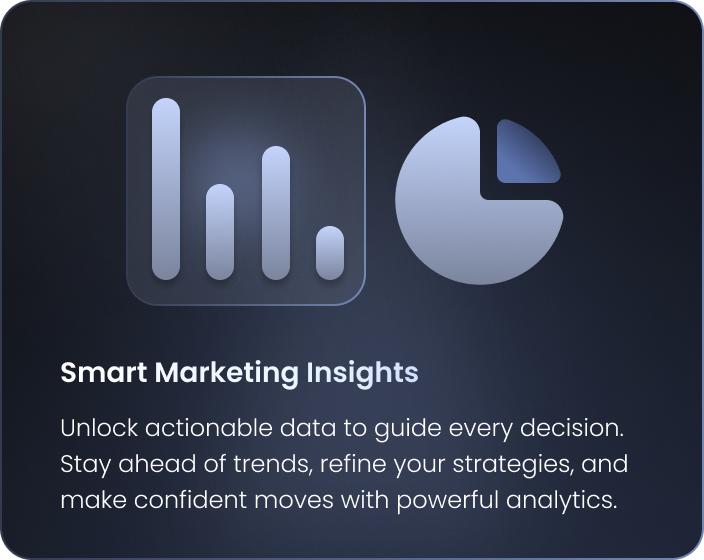 Smart Marketing Insights
Unlock actionable data to guide every decision.
Stay ahead of trends, refine your strategies, and
make confident moves with powerful analytics.